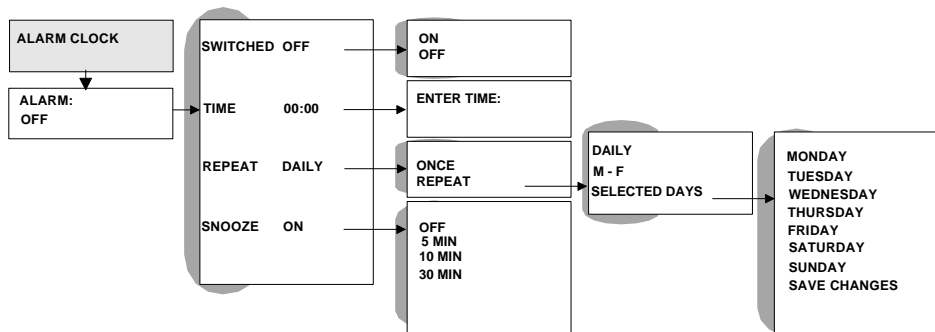 ALARM CLOCK
ALARM:
OFF
SWITCHED OFF
TIME 00:00
REPEAT DAILY
SNOOZE ON
ON
OFF
ENTER TIME:
ONCE
REPEAT
OFF
5 MIN
10 MIN
30 MIN
DAILY
M - F
SELECTED DAYS
MONDAY
TUESDAY
WEDNESDAY
THURSDAY
FRIDAY
SATURDAY
SUNDAY
SAVE CHANGES